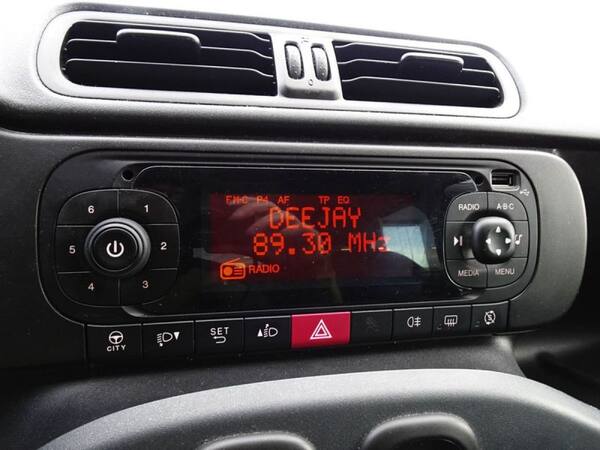 FM-C P4 AF TP EQ
DEEJAY
89.30 MHz
RADIO
6 1
5 2
4 3
RADIO A·B·C
MEDIA MENU
CITY
SET